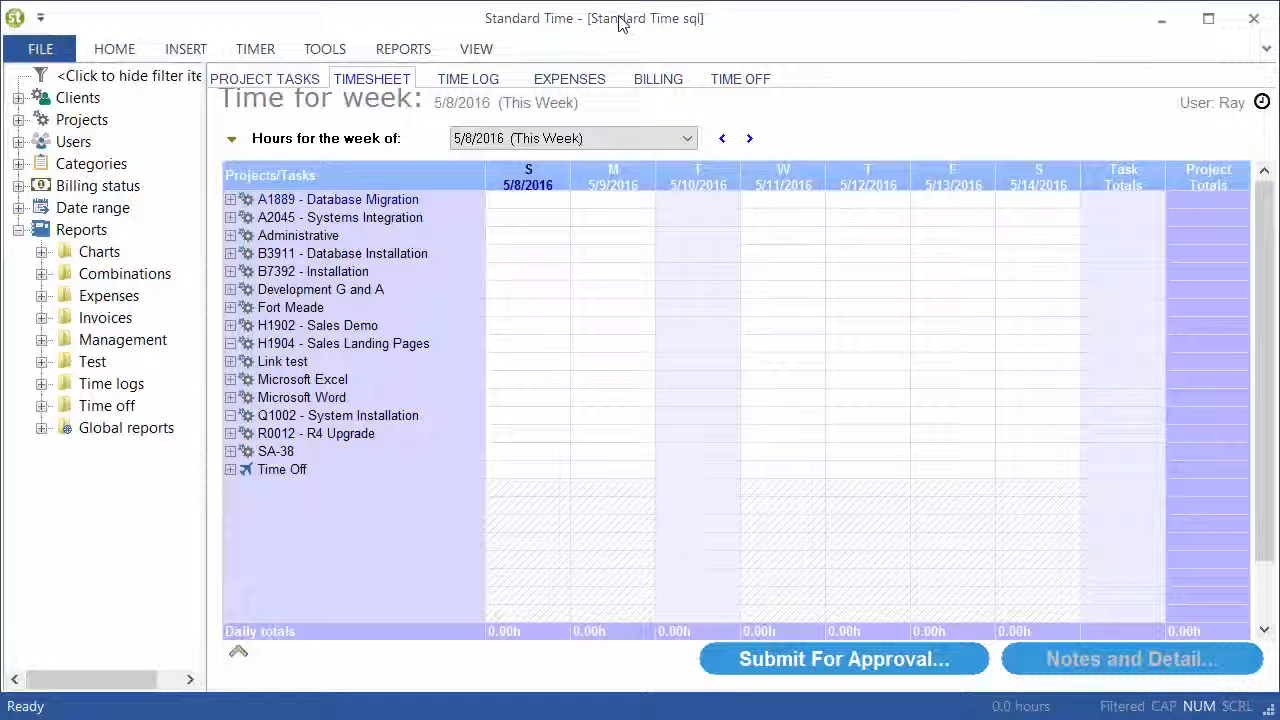 st
Standard Time - [Standard Time sql]
FILE HOME INSERT TIMER TOOLS REPORTS VIEW
<Click to hide filter ite
Clients
Projects
Users
Categories
Billing status
Date range
Reports
Charts
Combinations
Expenses
Invoices
Management
Test
Time logs
Time off
Global reports
PROJECT TASKS TIMESHEET TIME LOG EXPENSES BILLING TIME OFF
Time for week: 5/8/2016 (This Week)
User: Ray
Hours for the week of: 5/8/2016 (This Week) < >
Projects/Tasks S M T W T F S Task Project
5/8/2016 5/9/2016 5/10/2016 5/11/2016 5/12/2016 5/13/2016 5/14/2016 Totals Totals
A1889 - Database Migration
A2045 - Systems Integration
Administrative
B3911 - Database Installation
B7392 - Installation
Development G and A
Fort Meade
H1902 - Sales Demo
H1904 - Sales Landing Pages
Link test
Microsoft Excel
Microsoft Word
Q1002 - System Installation
R0012 - R4 Upgrade
SA-38
Time Off
Daily totals 0.00h 0.00h 0.00h 0.00h 0.00h 0.00h 0.00h 0.00h
Submit For Approval... Notes and Detail...
Ready 0.0 hours Filtered CAP NUM SCRL